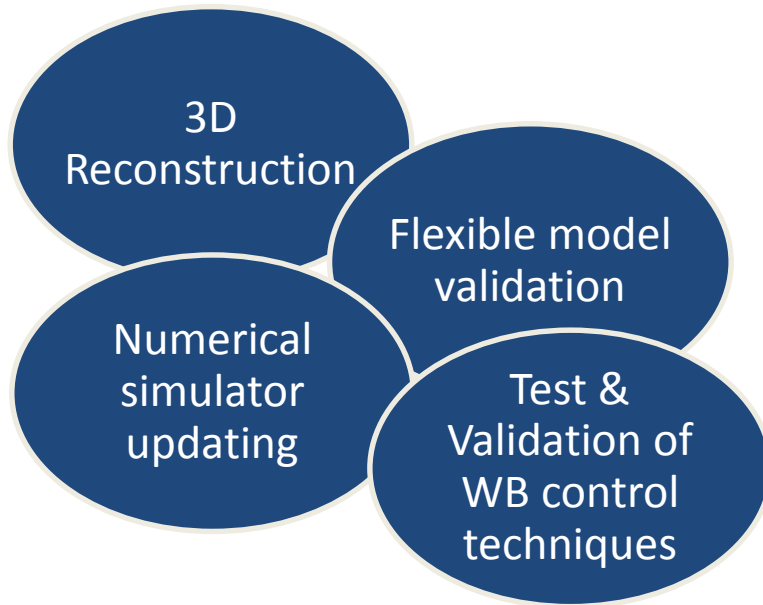 3D
Reconstruction
Flexible model
validation
Numerical
simulator
updating
Test &
Validation of
WB control
techniques